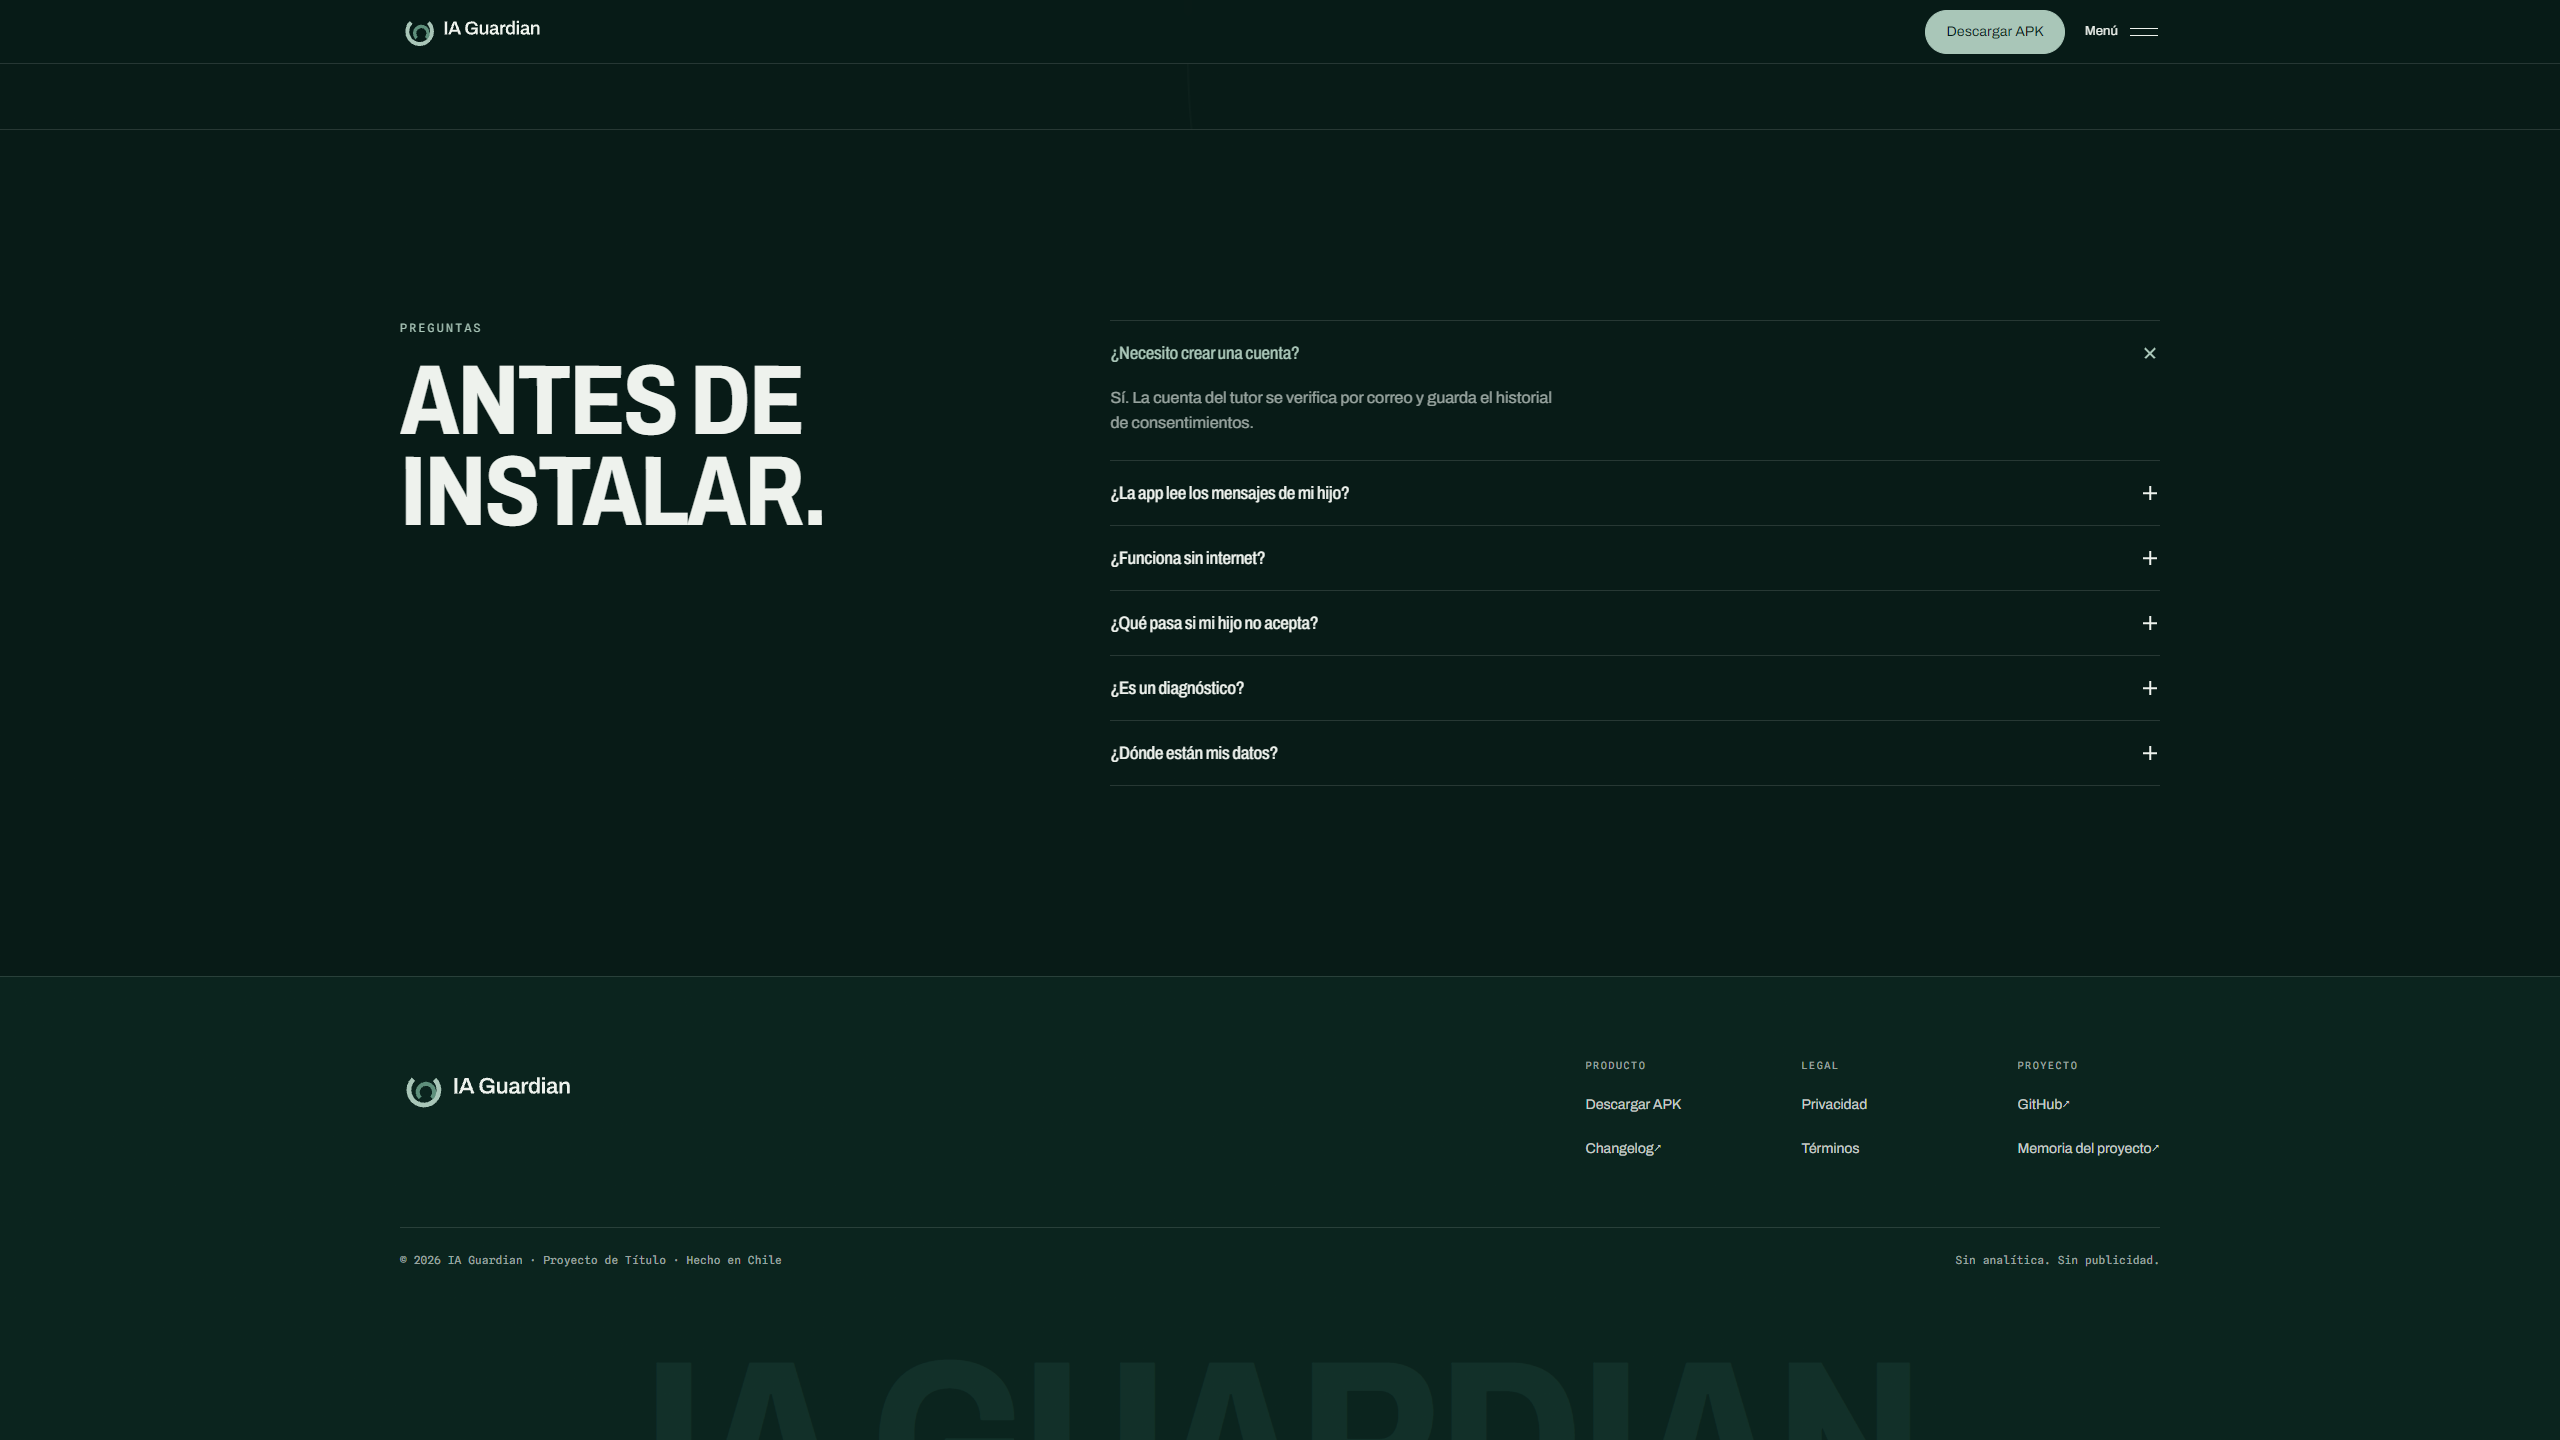 IA Guardian
Descargar APK
Menú
PREGUNTAS
ANTES DE
INSTALAR.
¿Necesito crear una cuenta?
Sí. La cuenta del tutor se verifica por correo y guarda el historial
de consentimientos.
¿La app lee los mensajes de mi hijo?
¿Funciona sin internet?
¿Qué pasa si mi hijo no acepta?
¿Es un diagnóstico?
¿Dónde están mis datos?
IA Guardian
PRODUCTO
Descargar APK
Changelog↗
LEGAL
Privacidad
Términos
PROYECTO
GitHub↗
Memoria del proyecto↗
© 2026 IA Guardian · Proyecto de Título · Hecho en Chile
Sin analítica. Sin publicidad.
IA GUARDIAN